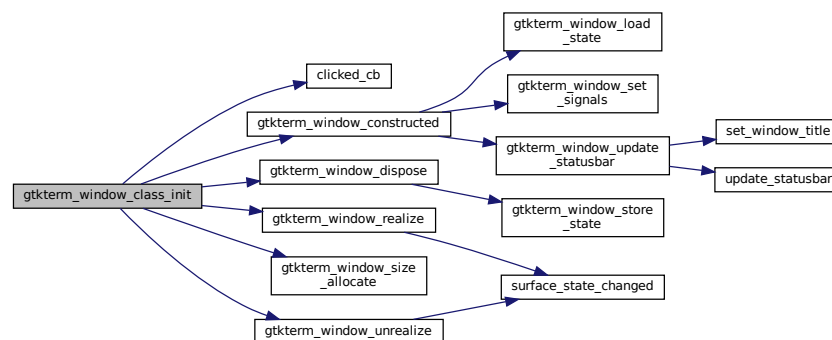 gtkterm_window_class_init
clicked_cb
gtkterm_window_constructed
gtkterm_window_load
_state
gtkterm_window_set
_signals
gtkterm_window_update
_statusbar
set_window_title
update_statusbar
gtkterm_window_dispose
gtkterm_window_store
_state
gtkterm_window_realize
surface_state_changed
gtkterm_window_size
_allocate
gtkterm_window_unrealize